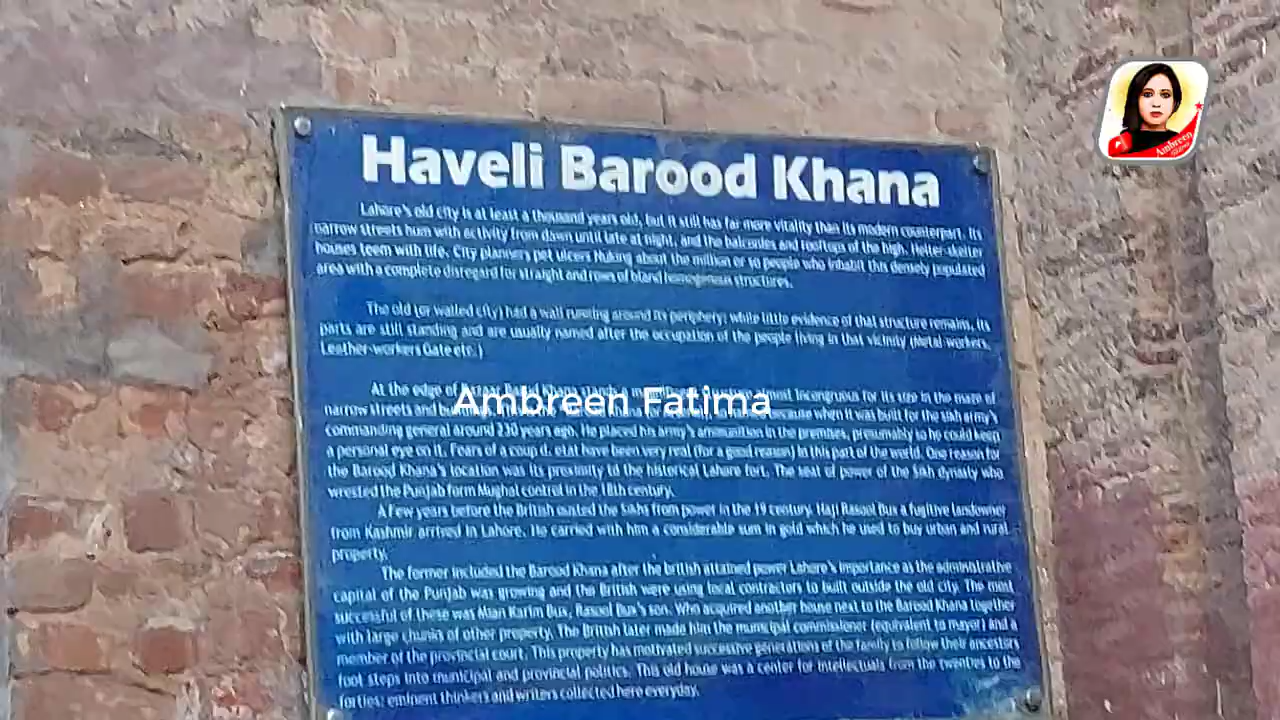 Haveli Barood Khana
Lahore's old city is at least a thousand years old, but it still has far more vitality than its modern counterpart. Its
narrow streets hum with activity from dawn until late at night, and the balconies and rooftops of the high. Helter-skelter
houses teem with life. City planners get ulcers thinking about the million or so people who inhabit this densely populated
area with a complete disregard for straight and rows of bland homogenous structures.
The old (or walled city) had a wall running around its periphery; while little evidence of that structure remains, its
parts are still standing and are usually named after the occupation of the people living in that vicinity (Metal-workers,
Leather-workers Gate etc.)
At the edge of Bazaar Barood Khana stands a almost incongruous for its step in the maze of
narrow streets and because when it was built for the sikh army's
Ambreen Fatima
commanding general around 230 years ago. He placed his army's ammunition in the premises, presumably so he could keep
a personal eye on it. Fears of a coup d. etat have been very real (for a good reason) in this part of the world. One reason for
the Barood Khana's location was its proximity to the historical Lahore fort. The seat of power of the Sikh dynasty who
wrested the Punjab form Mughal control in the 18th century.
A few years before the British ousted the Sikhs from power in the 19 century. Haji Rasool Bux a fugitive landowner
from Kashmir arrived in Lahore. He carried with him a considerable sum in gold which he used to buy urban and rural
property.
The former included the Barood Khana after the british attained power Lahore's importance as the administrative
capital of the Punjab was growing and the British were using local contractors to built outside the old city. The most
successful of these was Mian Karim Bux, Rasool Bux's son. Who acquired another house next to the Barood Khana together
with large chunks of other property. The British later made him the municipal commissioner (equivalent to mayor) and a
member of the provincial court. This property has motivated successive generation of the family to follow their ancestors
foot steps into municipal and provincial politics. This old house was a center for intellectuals from the twenties to the
forties: eminent thinkers and writers collected here everyday.
Ambreen